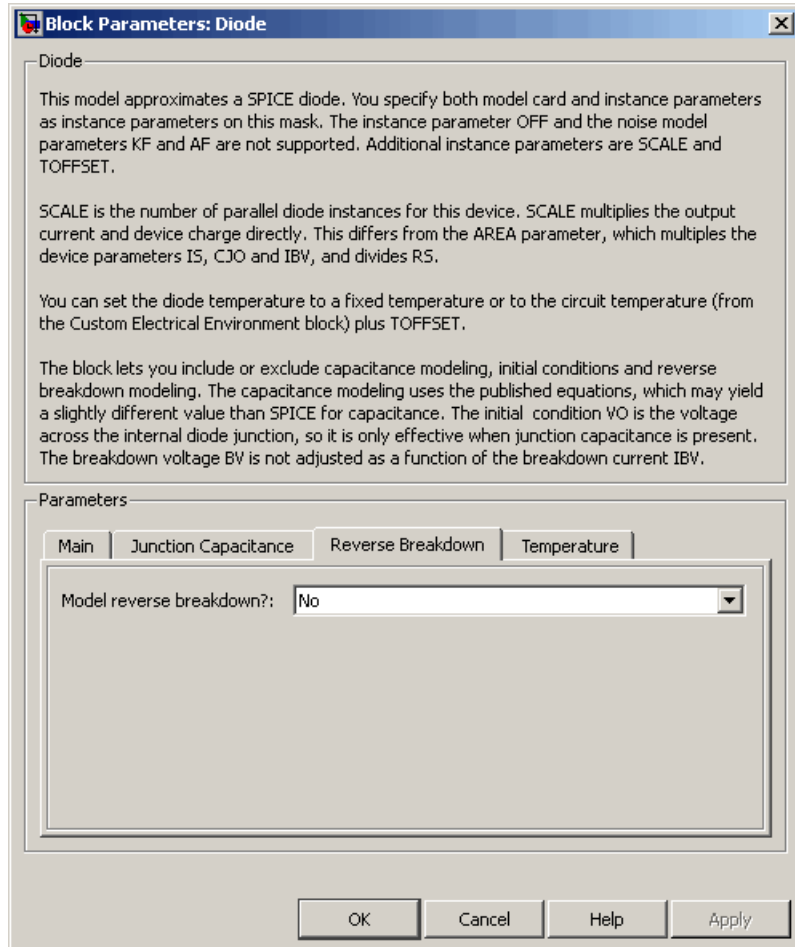 Block Parameters: Diode
Diode
This model approximates a SPICE diode. You specify both model card and instance parameters
as instance parameters on this mask. The instance parameter OFF and the noise model
parameters KF and AF are not supported. Additional instance parameters are SCALE and
TOFFSET.
SCALE is the number of parallel diode instances for this device. SCALE multiplies the output
current and device charge directly. This differs from the AREA parameter, which multiples the
device parameters IS, CJO and IBV, and divides RS.
You can set the diode temperature to a fixed temperature or to the circuit temperature (from
the Custom Electrical Environment block) plus TOFFSET.
The block lets you include or exclude capacitance modeling, initial conditions and reverse
breakdown modeling. The capacitance modeling uses the published equations, which may yield
a slightly different value than SPICE for capacitance. The initial  condition VO is the voltage
across the internal diode junction, so it is only effective when junction capacitance is present.
The breakdown voltage BV is not adjusted as a function of the breakdown current IBV.
Parameters
Main Junction Capacitance Reverse Breakdown Temperature
Model reverse breakdown?: No
OK Cancel Help Apply